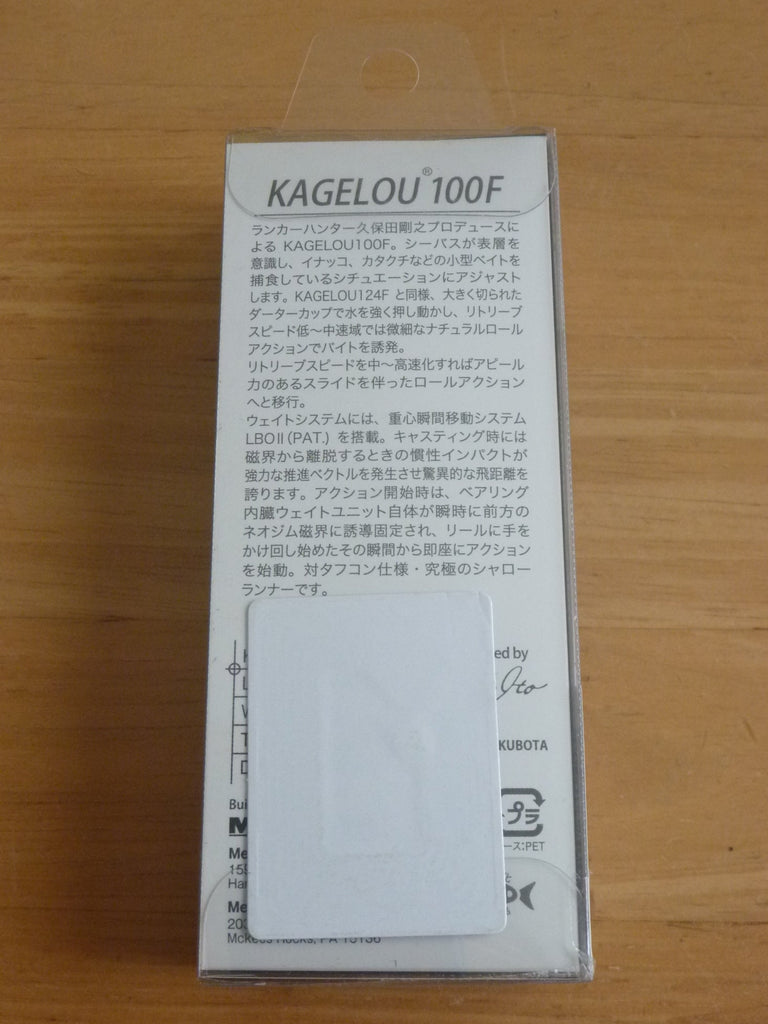 KAGELOU® 100F
ランカーハンター久保田剛之プロデュースに
よる KAGELOU100F。シーバスが表層を
意識し、イナッコ、カタクチなどの小型ベイトを
捕食しているシチュエーションにアジャスト
します。KAGELOU124F と同様、大きく切られた
ダーターカップで水を強く押し動かし、リトリーブ
スピード低～中速域では微細なナチュラルロール
アクションでバイトを誘発。
リトリーブスピードを中～高速化すればアピール
力のあるスライドを伴ったロールアクション
へと移行。
ウェイトシステムには、重心瞬間移動システム
LBOII(PAT.) を搭載。キャスティング時には
磁界から離脱するときの慣性インパクトが
強力な推進ベクトルを発生させ驚異的な飛距離を
誇ります。アクション開始時は、ベアリング
内臓ウェイトユニット自体が瞬時に前方の
ネオジム磁界に誘導固定され、リールに手を
かけ回し始めたその瞬間から即座にアクション
を始動。対タフコン仕様・究極のシャロー
ランナーです。
ed by
Ito
KUBOTA
Bui
プラ
ース:PET
Me
Har
Me
PA 15136